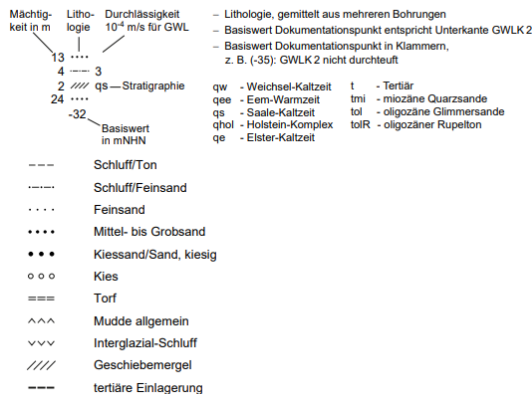 Mächtig-
keit in m
Litho-
logie
Durchlässigkeit
10-4 m/s für GWL
13 ••••
4 –·–·– 3
2 //// qs — Stratigraphie
24 ••••
-32
Basiswert
in mNHN
– Lithologie, gemittelt aus mehreren Bohrungen
– Basiswert Dokumentationspunkt entspricht Unterkante GWLK 2
– Basiswert Dokumentationspunkt in Klammern,
z. B. (-35): GWLK 2 nicht durchteuft
qw - Weichsel-Kaltzeit
qee - Eem-Warmzeit
qs - Saale-Kaltzeit
qhol - Holstein-Komplex
qe - Elster-Kaltzeit
t - Tertiär
tmi - miozäne Quarzsande
tol - oligozäne Glimmersande
tolR - oligozäner Rupelton
Schluff/Ton
Schluff/Feinsand
Feinsand
Mittel- bis Grobsand
Kiessand/Sand, kiesig
Kies
Torf
Mudde allgemein
Interglazial-Schluff
Geschiebemergel
tertiäre Einlagerung